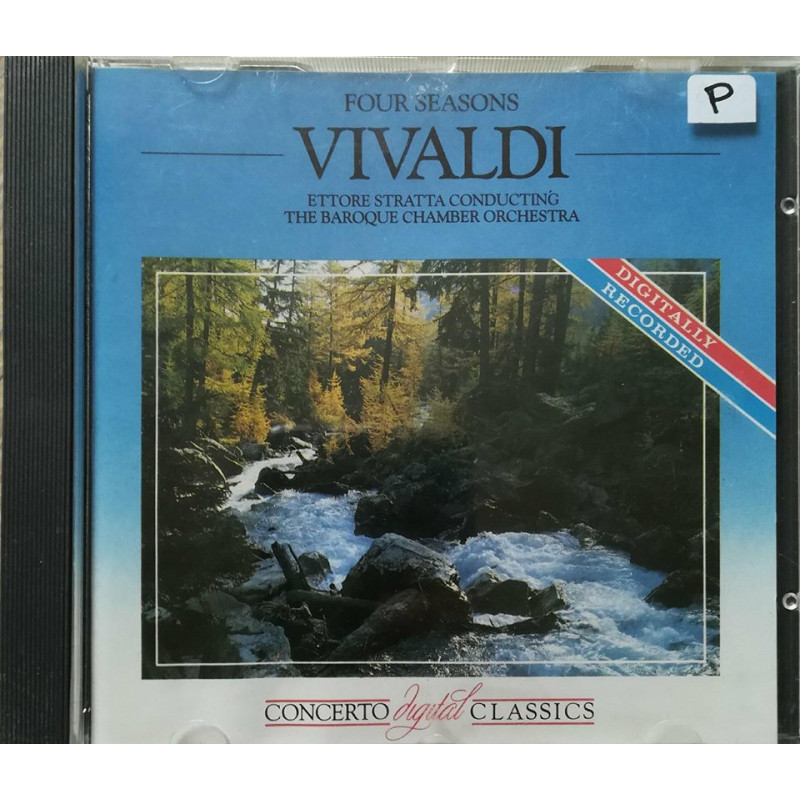 P
FOUR SEASONS
VIVALDI
ETTORE STRATTA CONDUCTING
THE BAROQUE CHAMBER ORCHESTRA
DIGITALLY
RECORDED
CONCERTO digital CLASSICS